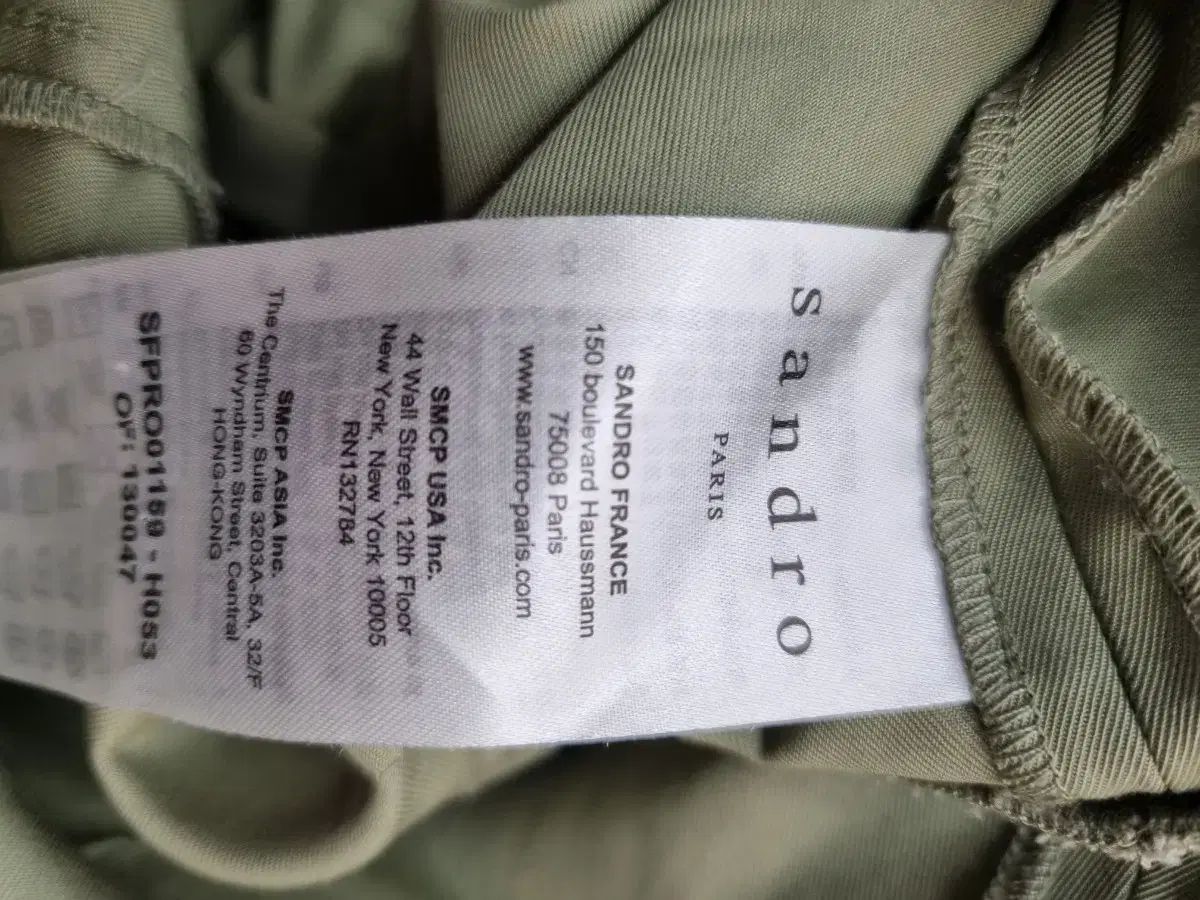 sandro
PARIS
SANDRO FRANCE
150 boulevard Haussmann
75008 Paris
www.sandro-paris.com
SMCP USA Inc.
44 Wall Street, 12th Floor
New York, New York 10005
RN132784
SMCP ASIA Inc.
The Centrium, Suite 3203A-5A, 32/F
60 Wyndham Street, Central
HONG-KONG
SFPRO01159 - H053
OF: 130047